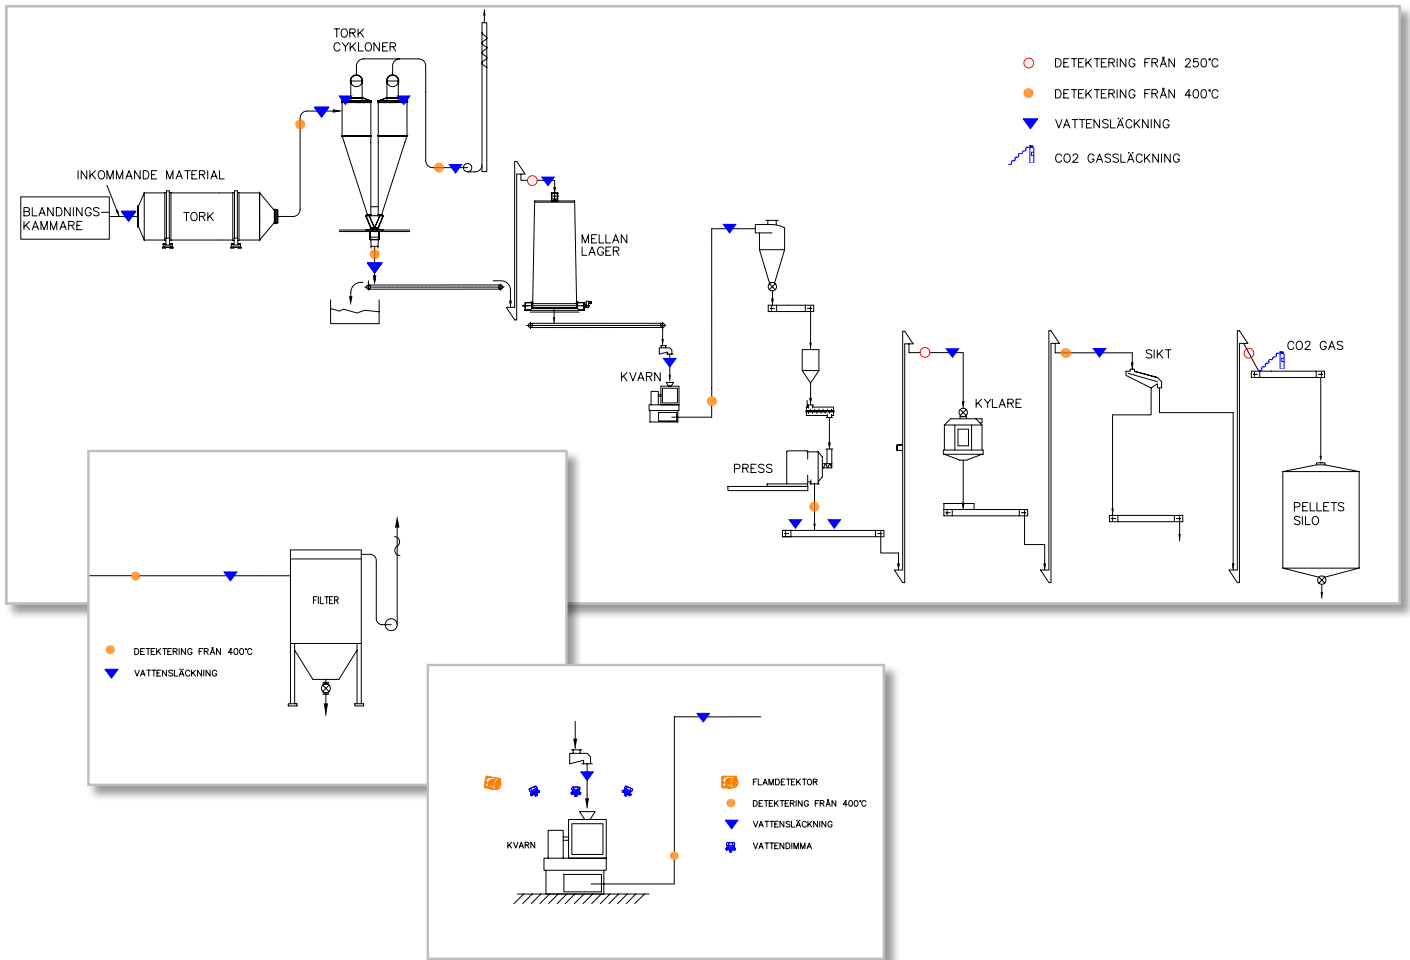 TORK
CYKLONER
DETEKTERING FRÅN 250°C
DETEKTERING FRÅN 400°C
VATTENSLÄCKNING
CO2 GASSLÄCKNING
INKOMMANDE MATERIAL
BLANDNINGS
KAMMARE
TORK
MELLAN
LAGER
KVARN
PRESS
KYLARE
SIKT
CO2 GAS
PELLETS
SILO
FILTER
DETEKTERING FRÅN 400°C
VATTENSLÄCKNING
KVARN
FLAMDETEKTOR
DETEKTERING FRÅN 400°C
VATTENSLÄCKNING
VATTENDIMMA